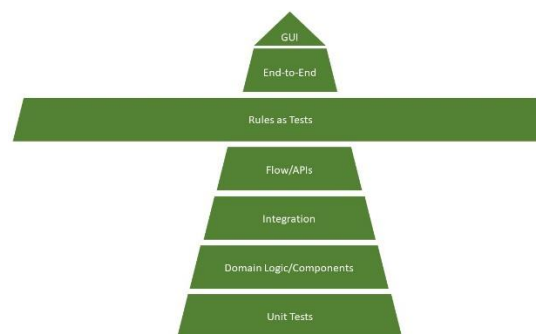 GUI
End-to-End
Rules as Tests
Flow/APIs
Integration
Domain Logic/Components
Unit Tests